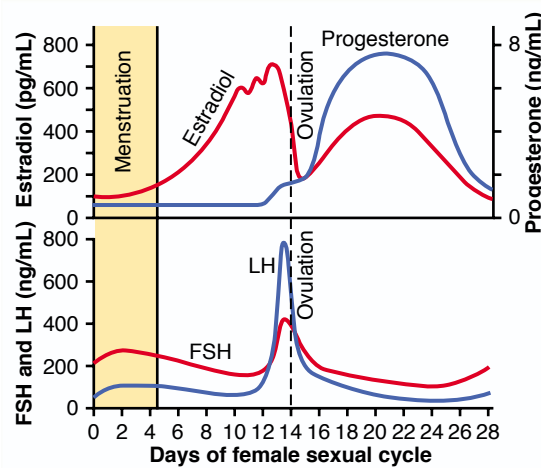 Estradiol (pg/mL)
800
600
400
200
0
Menstruation
Estradiol
Ovulation
Progesterone
8
0
Progesterone (ng/mL)
FSH and LH (ng/mL)
800
600
400
200
0
LH
FSH
Ovulation
0 2 4 6 8 10 12 14 16 18 20 22 24 26 28
Days of female sexual cycle